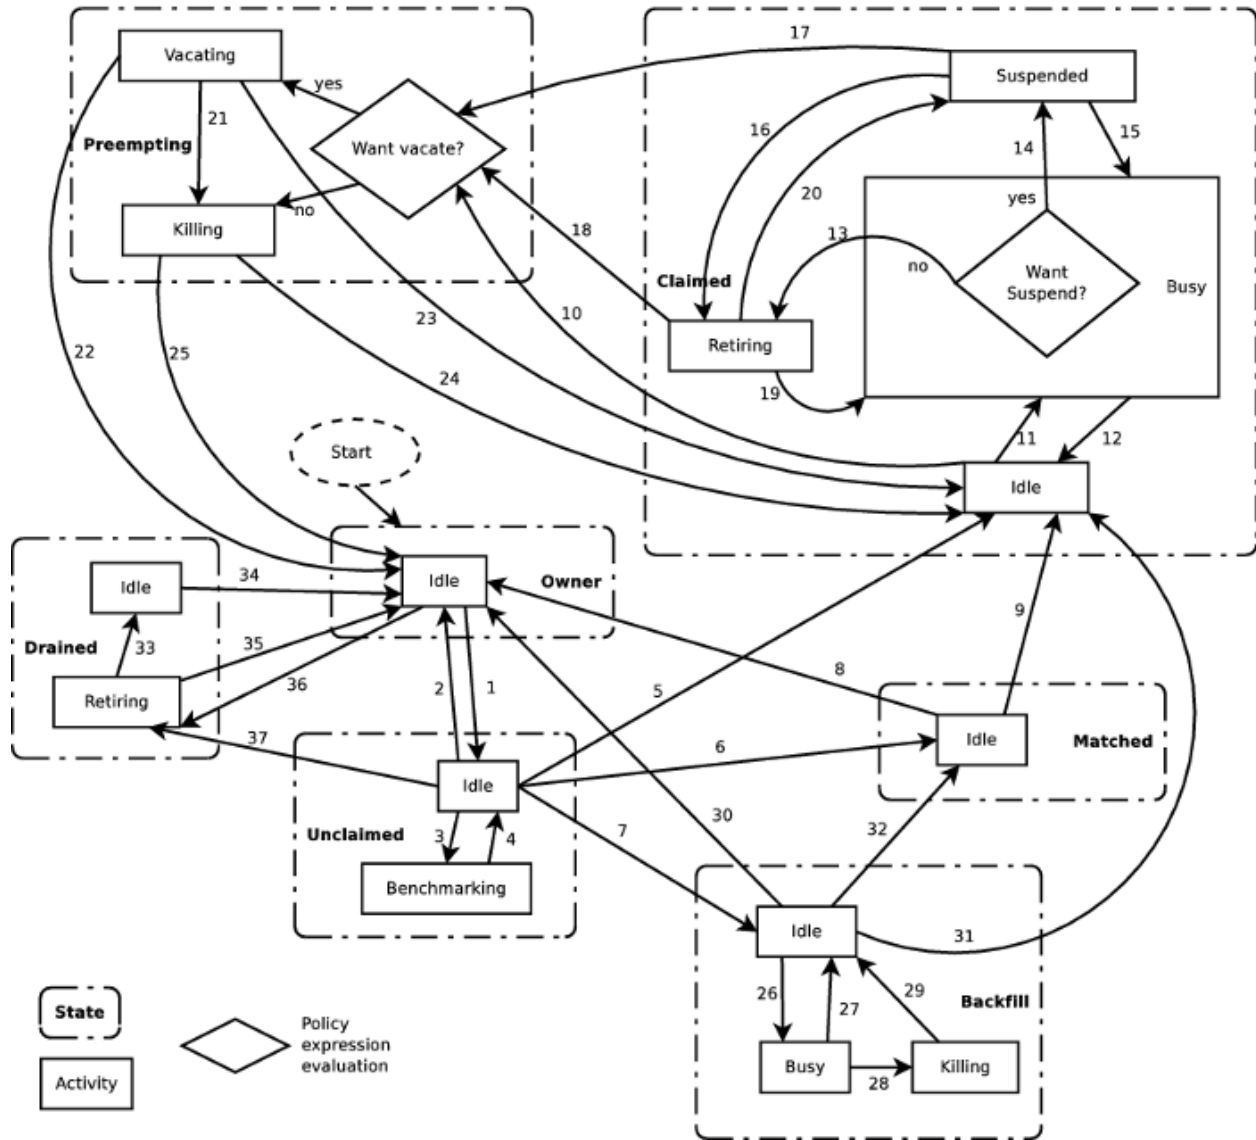 Vacating
yes
21
Preempting
Want vacate?
Killing
no
17
Suspended
16
15
14
20
yes
18
13
no
Want
Suspend?
Busy
Claimed
Retiring
19
10
23
22
25
24
11
12
Start
Idle
Idle
34
Idle
Owner
Drained
33
35
Retiring
36
2
1
5
8
9
37
6
Idle
Matched
Idle
Unclaimed
3
4
7
30
32
Benchmarking
Idle
31
26
27
29
Backfill
Busy
28
Killing
State
Activity
Policy
expression
evaluation